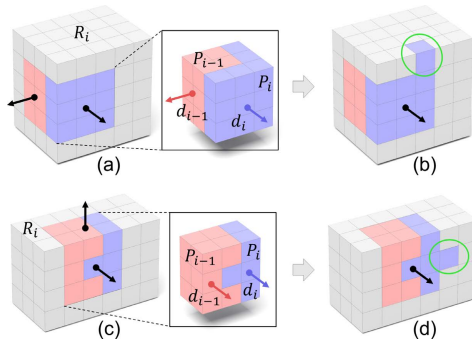 R_i
P_{i-1}
P_i
d_{i-1}
d_i
(a)
(b)
R_i
P_{i-1}
P_i
d_{i-1}
d_i
(c)
(d)